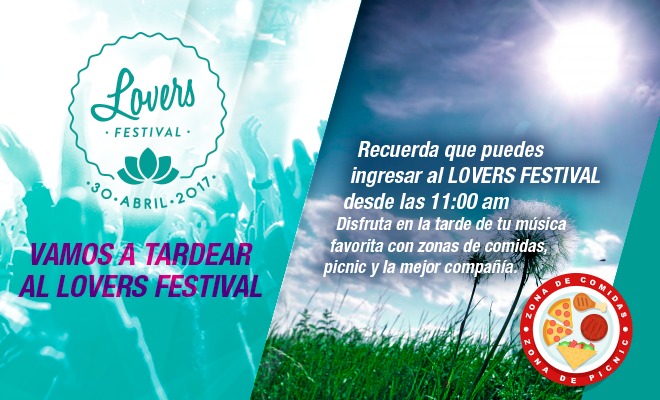 Lovers
• FESTIVAL •
• 30 • ABRIL • 2017 •
VAMOS A TARDEAR
AL LOVERS FESTIVAL
Recuerda que puedes
ingresar al LOVERS FESTIVAL
desde las 11:00 am
Disfruta en la tarde de tu música
favorita con zonas de comidas,
picnic y la mejor compañía.
• ZONA DE COMIDAS •
ZONA DE PICNIC